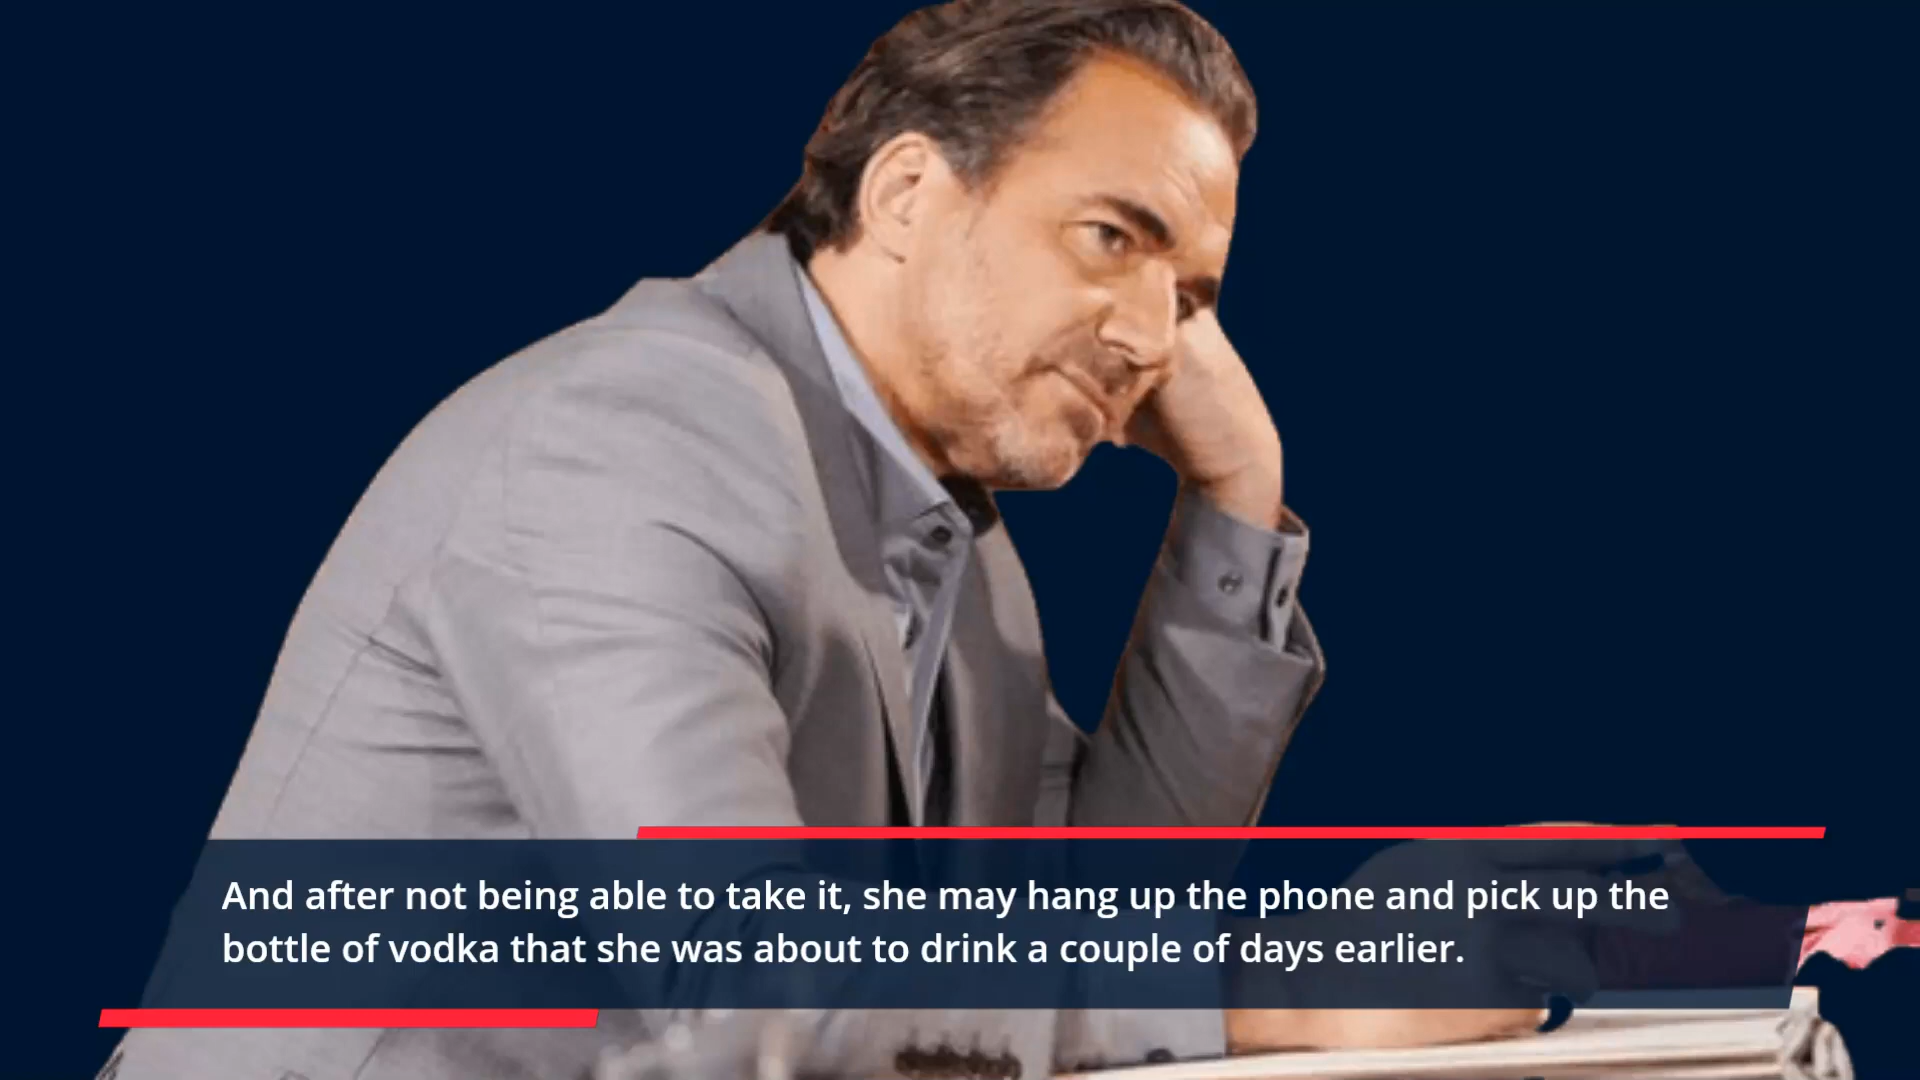 And after not being able to take it, she may hang up the phone and pick up the
bottle of vodka that she was about to drink a couple of days earlier.